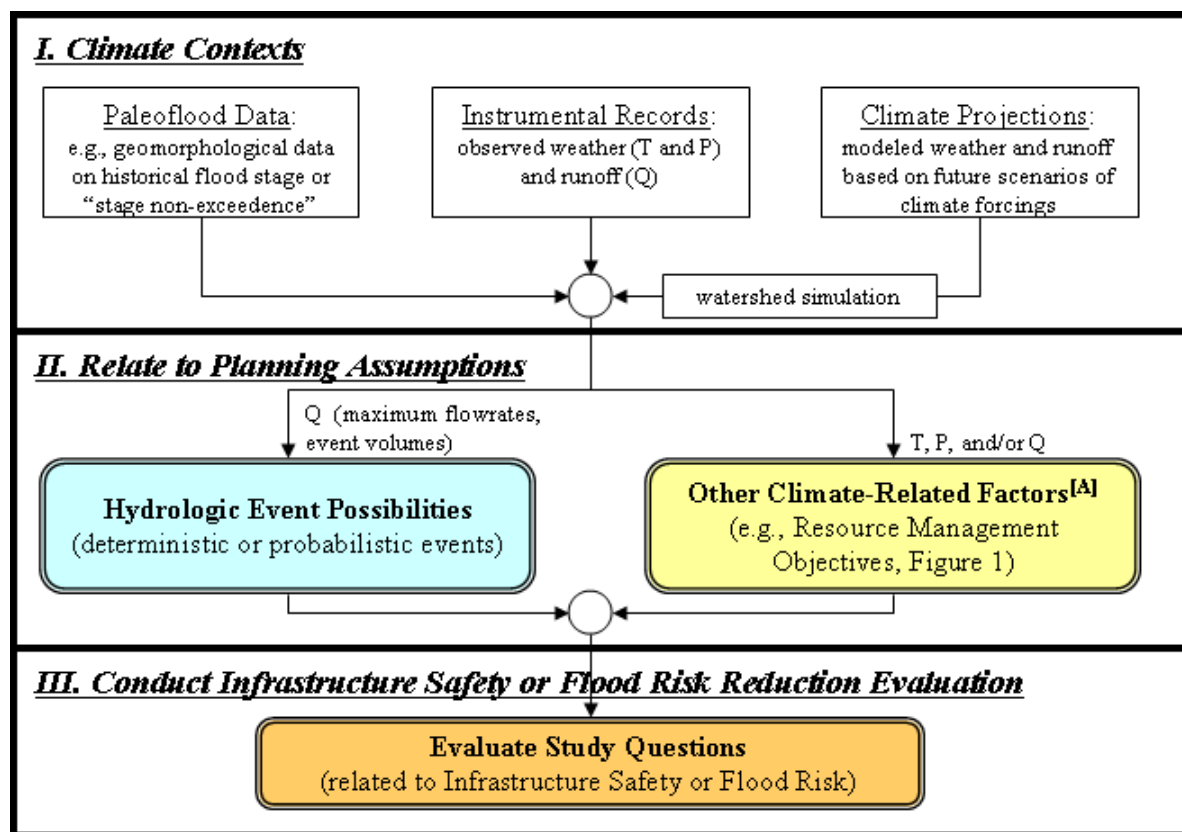 I. Climate Contexts
Paleoflood Data:
e.g., geomorphological data
on historical flood stage or
“stage non-exceedence”
Instrumental Records:
observed weather (T and P)
and runoff (Q)
Climate Projections:
modeled weather and runoff
based on future scenarios of
climate forcings
watershed simulation
II. Relate to Planning Assumptions
Q (maximum flowrates,
event volumes)
T, P, and/or Q
Hydrologic Event Possibilities
(deterministic or probabilistic events)
Other Climate-Related Factors[A]
(e.g., Resource Management
Objectives, Figure 1)
III. Conduct Infrastructure Safety or Flood Risk Reduction Evaluation
Evaluate Study Questions
(related to Infrastructure Safety or Flood Risk)